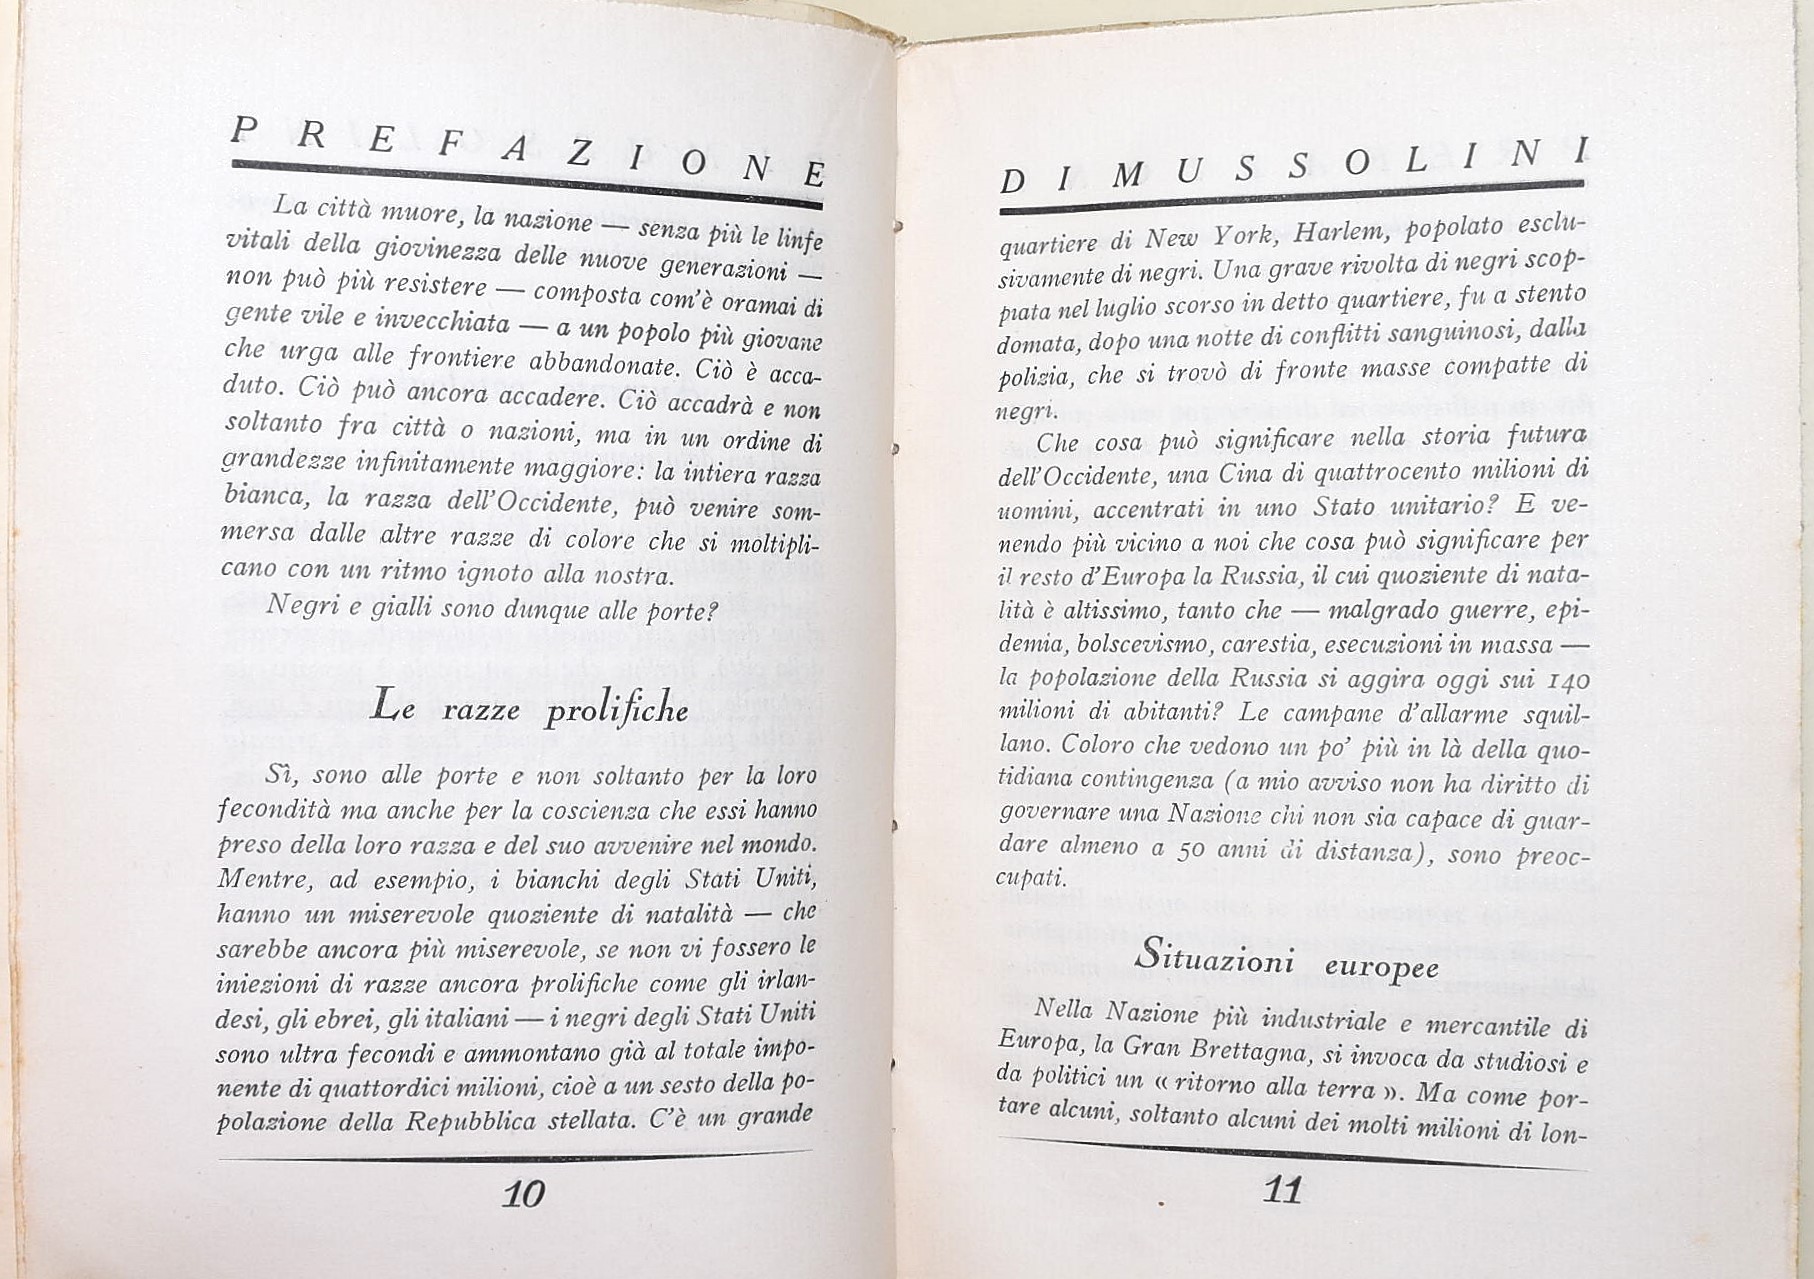 PREFAZIONE
La città muore, la nazione — senza più le linfe
vitali della giovinezza delle nuove generazioni —
non può più resistere — composta com'è oramai di
gente vile e invecchiata — a un popolo più giovane
che urga alle frontiere abbandonate. Ciò è acca-
duto. Ciò può ancora accadere. Ciò accadrà e non
soltanto fra città o nazioni, ma in un ordine di
grandezze infinitamente maggiore: la intiera razza
bianca, la razza dell'Occidente, può venire som-
mersa dalle altre razze di colore che si moltipli-
cano con un ritmo ignoto alla nostra.
Negri e gialli sono dunque alle porte?
Le razze prolifiche
Sì, sono alle porte e non soltanto per la loro
fecondità ma anche per la coscienza che essi hanno
preso della loro razza e del suo avvenire nel mondo.
Mentre, ad esempio, i bianchi degli Stati Uniti,
hanno un miserevole quoziente di natalità — che
sarebbe ancora più miserevole, se non vi fossero le
iniezioni di razze ancora prolifiche come gli irlan-
desi, gli ebrei, gli italiani — i negri degli Stati Uniti
sono ultra fecondi e ammontano già al totale impo-
nente di quattordici milioni, cioè a un sesto della po-
polazione della Repubblica stellata. C'è un grande
10
DI MUSSOLINI
quartiere di New York, Harlem, popolato esclu-
sivamente di negri. Una grave rivolta di negri scop-
piata nel luglio scorso in detto quartiere, fu a stento
domata, dopo una notte di conflitti sanguinosi, dalla
polizia, che si trovò di fronte masse compatte di
negri.
Che cosa può significare nella storia futura
dell'Occidente, una Cina di quattrocento milioni di
uomini, accentrati in uno Stato unitario? E ve-
nendo più vicino a noi che cosa può significare per
il resto d'Europa la Russia, il cui quoziente di nata-
lità è altissimo, tanto che — malgrado guerre, epi-
demia, bolscevismo, carestia, esecuzioni in massa —
la popolazione della Russia si aggira oggi sui 140
milioni di abitanti? Le campane d'allarme squil-
lano. Coloro che vedono un po' più in là della quo-
tidiana contingenza (a mio avviso non ha diritto di
governare una Nazione chi non sia capace di guar-
dare almeno a 50 anni di distanza), sono preoc-
cupati.
Situazioni europee
Nella Nazione più industriale e mercantile di
Europa, la Gran Brettagna, si invoca da studiosi e
da politici un « ritorno alla terra ». Ma come por-
tare alcuni, soltanto alcuni dei molti milioni di lon-
11